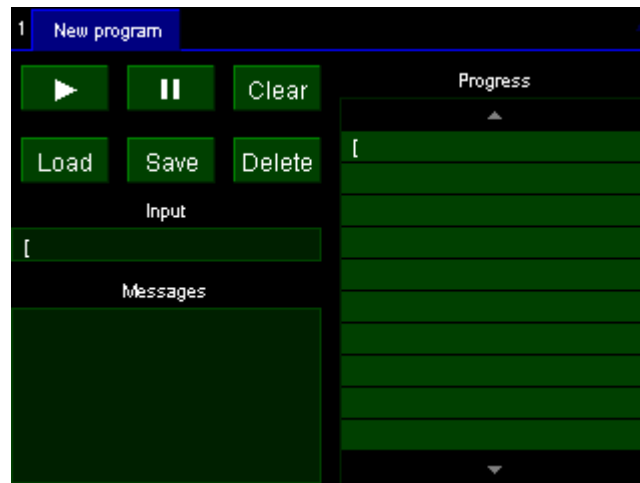 1 New program
Clear
Load Save Delete
Input
[
Messages
Progress
[